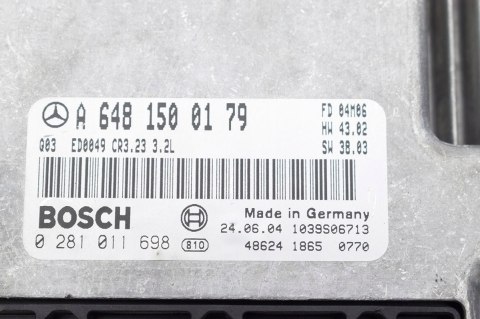 A 648 150 01 79 FD 04M06
HW 43.02
G03 ED0049 CR3.23 3.2L SW 38.03
BOSCH Made in Germany
24.06.04 1039S06713
0 281 011 698 810 48624 1865 0770